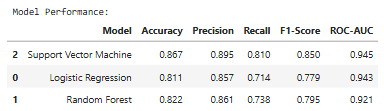 Model Performance:
Model Accuracy Precision Recall F1-Score ROC-AUC
2 Support Vector Machine 0.867 0.895 0.810 0.850 0.945
0 Logistic Regression 0.811 0.857 0.714 0.779 0.943
1 Random Forest 0.822 0.861 0.738 0.795 0.921